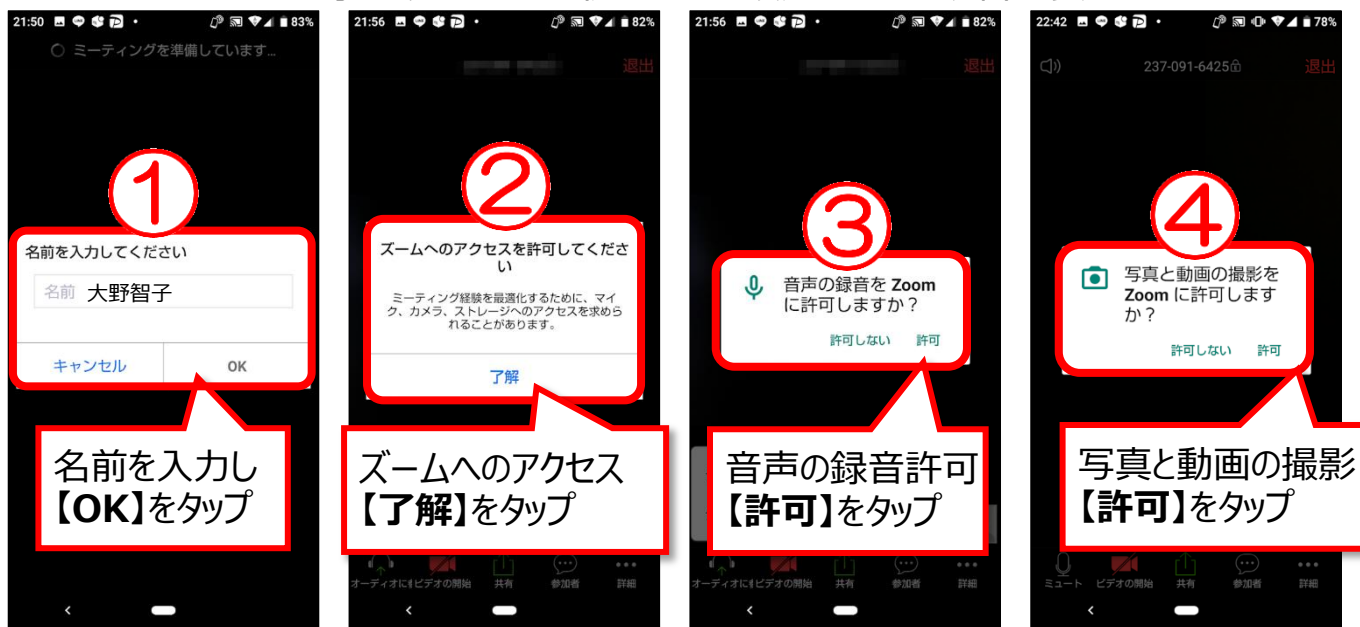 21:50
83%
ミーティングを準備しています...
①
名前を入力してください
名前 大野智子
キャンセル
OK
名前を入力し
【OK】をタップ
21:56
82%
退出
②
ズームへのアクセスを許可してくださ
い
ミーティング経験を最適化するために、マイ
ク、カメラ、ストレージへのアクセスを求めら
れることがあります。
了解
ズームへのアクセス
【了解】をタップ
ビデオの開始
共有
参加者
詳細
21:56
82%
退出
③
音声の録音を Zoom
に許可しますか？
許可しない
許可
音声の録音許可
【許可】をタップ
ビデオの開始
共有
参加者
詳細
22:42
78%
237-091-6425
退出
④
写真と動画の撮影を
Zoom に許可します
か？
許可しない
許可
写真と動画の撮影
【許可】をタップ
ミュート
ビデオの開始
共有
参加者
詳細